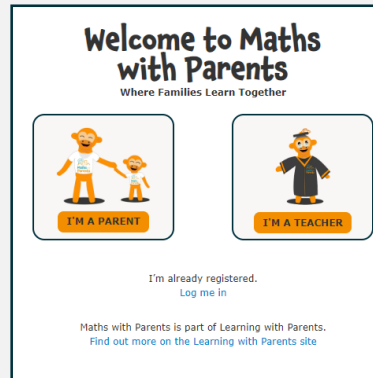 Welcome to Maths
with Parents
Where Families Learn Together
I'M A PARENT
I'M A TEACHER
I'm already registered.
Log me in
Maths with Parents is part of Learning with Parents.
Find out more on the Learning with Parents site